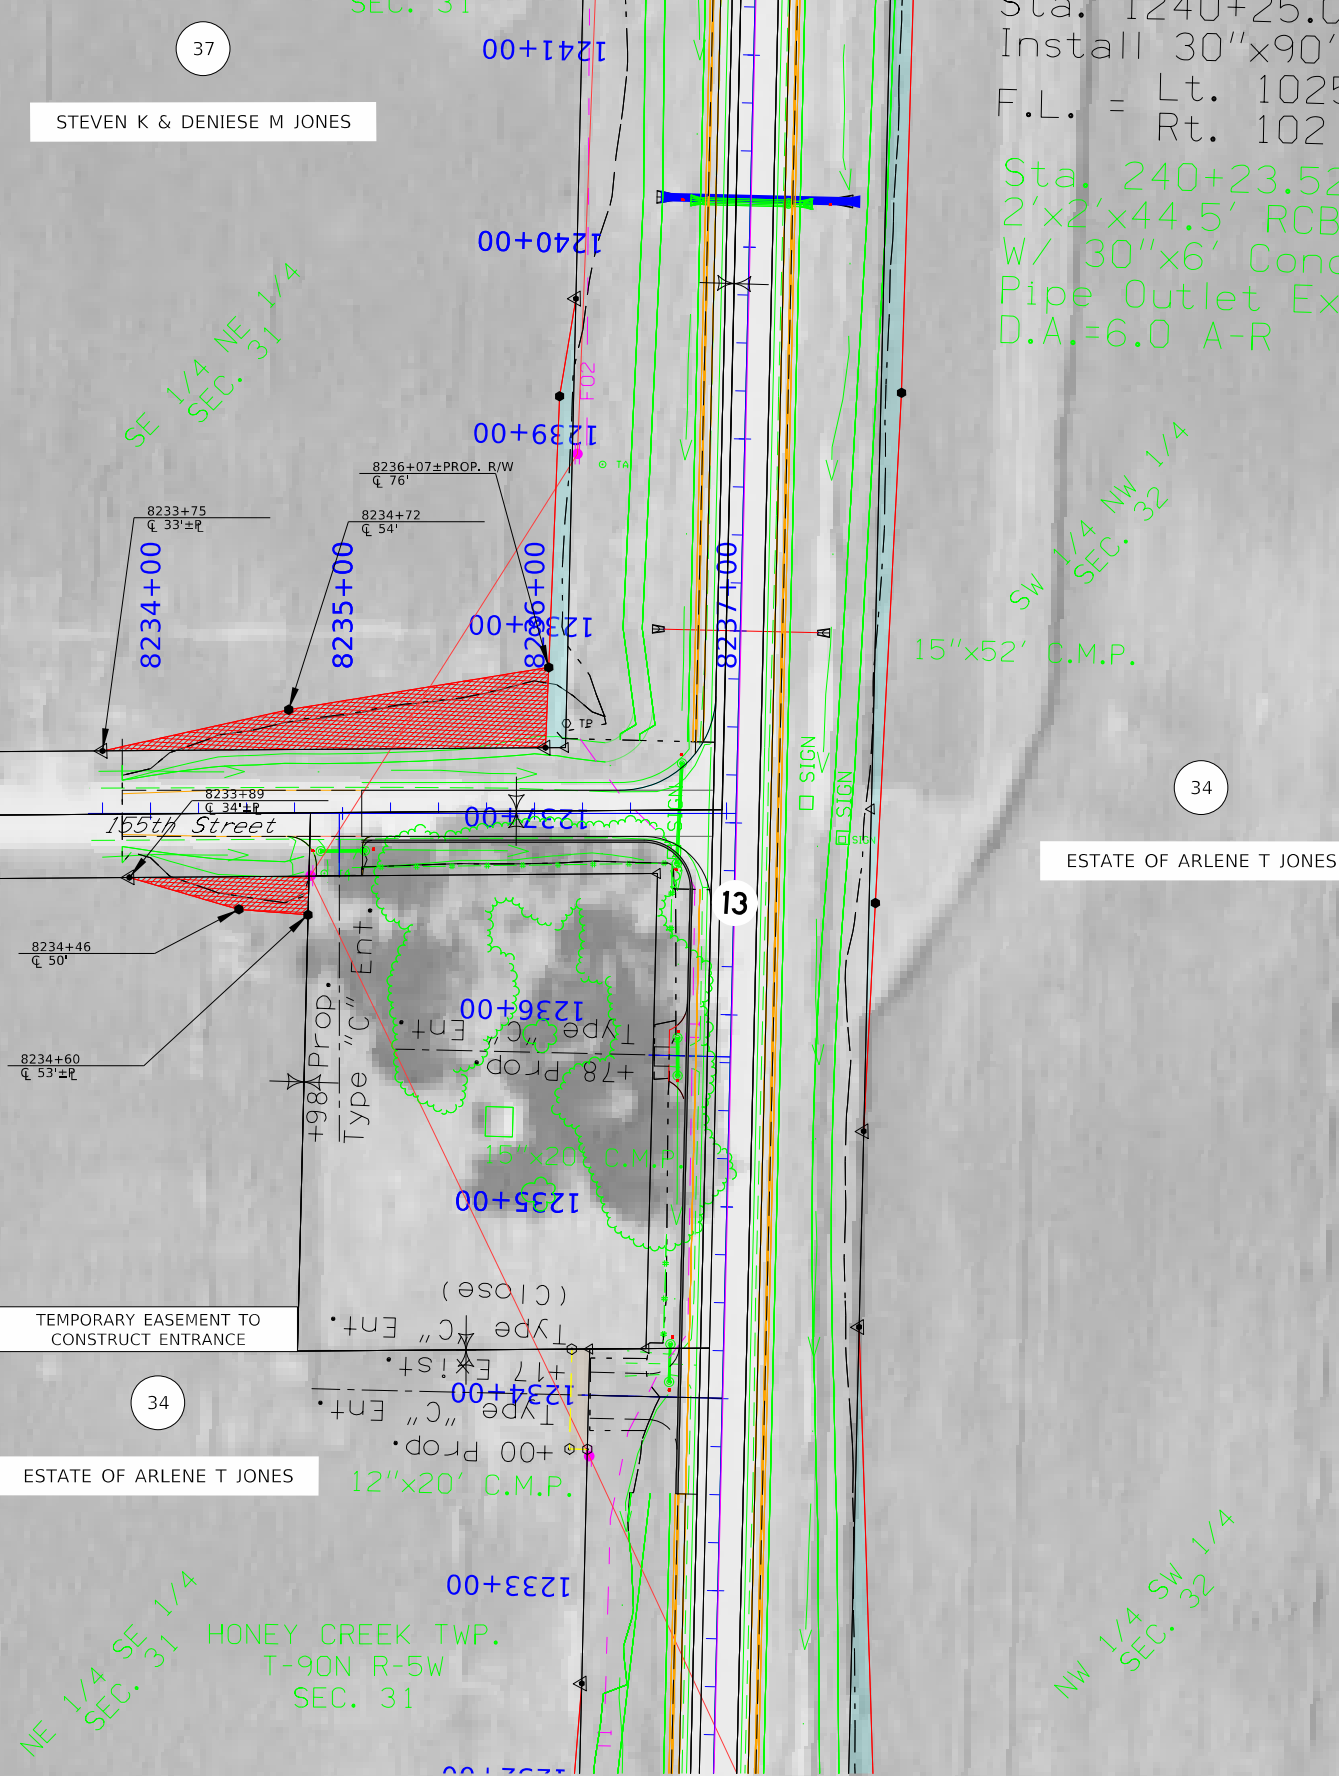 SEC. 31
37
STEVEN K & DENIESE M JONES
1241+00
Sta. 1240+25.0
Install 30"x90'
F.L. = Lt. 1025
Rt. 102
Sta. 240+23.52
2'x2'x44.5' RCB
W/ 30"x6' Conc
Pipe Outlet Ex
D.A.=6.0 A-R
1240+00
SE 1/4 NE 1/4
SEC. 31
F02
1239+00
TA
8236+07±PROP. R/W
℄ 76'
8233+75
℄ 33'±℄
8234+72
℄ 54'
8234+00
8235+00
8236+00
8237+00
SW 1/4 NW 1/4
SEC. 32
15"x52' C.M.P.
TP
SIGN
SIGN
SIGN
SIGN
34
ESTATE OF ARLENE T JONES
8233+89
℄ 34'±℄
155th Street
1237+00
13
8234+46
℄ 50'
8234+60
℄ 53'±℄
+98 Prop.
Type "C" Ent.
1236+00
+78 Prop.
Type "C" Ent.
15"x20' C.M.P.
1235+00
TEMPORARY EASEMENT TO
CONSTRUCT ENTRANCE
+17 Exist.
Type "C" Ent.
(Close)
34
1234+00
+00 Prop.
Type "C" Ent.
ESTATE OF ARLENE T JONES
12"x20' C.M.P.
1233+00
NE 1/4 SE 1/4
SEC. 31
HONEY CREEK TWP.
T-90N R-5W
SEC. 31
NW 1/4 SW 1/4
SEC. 32
T1